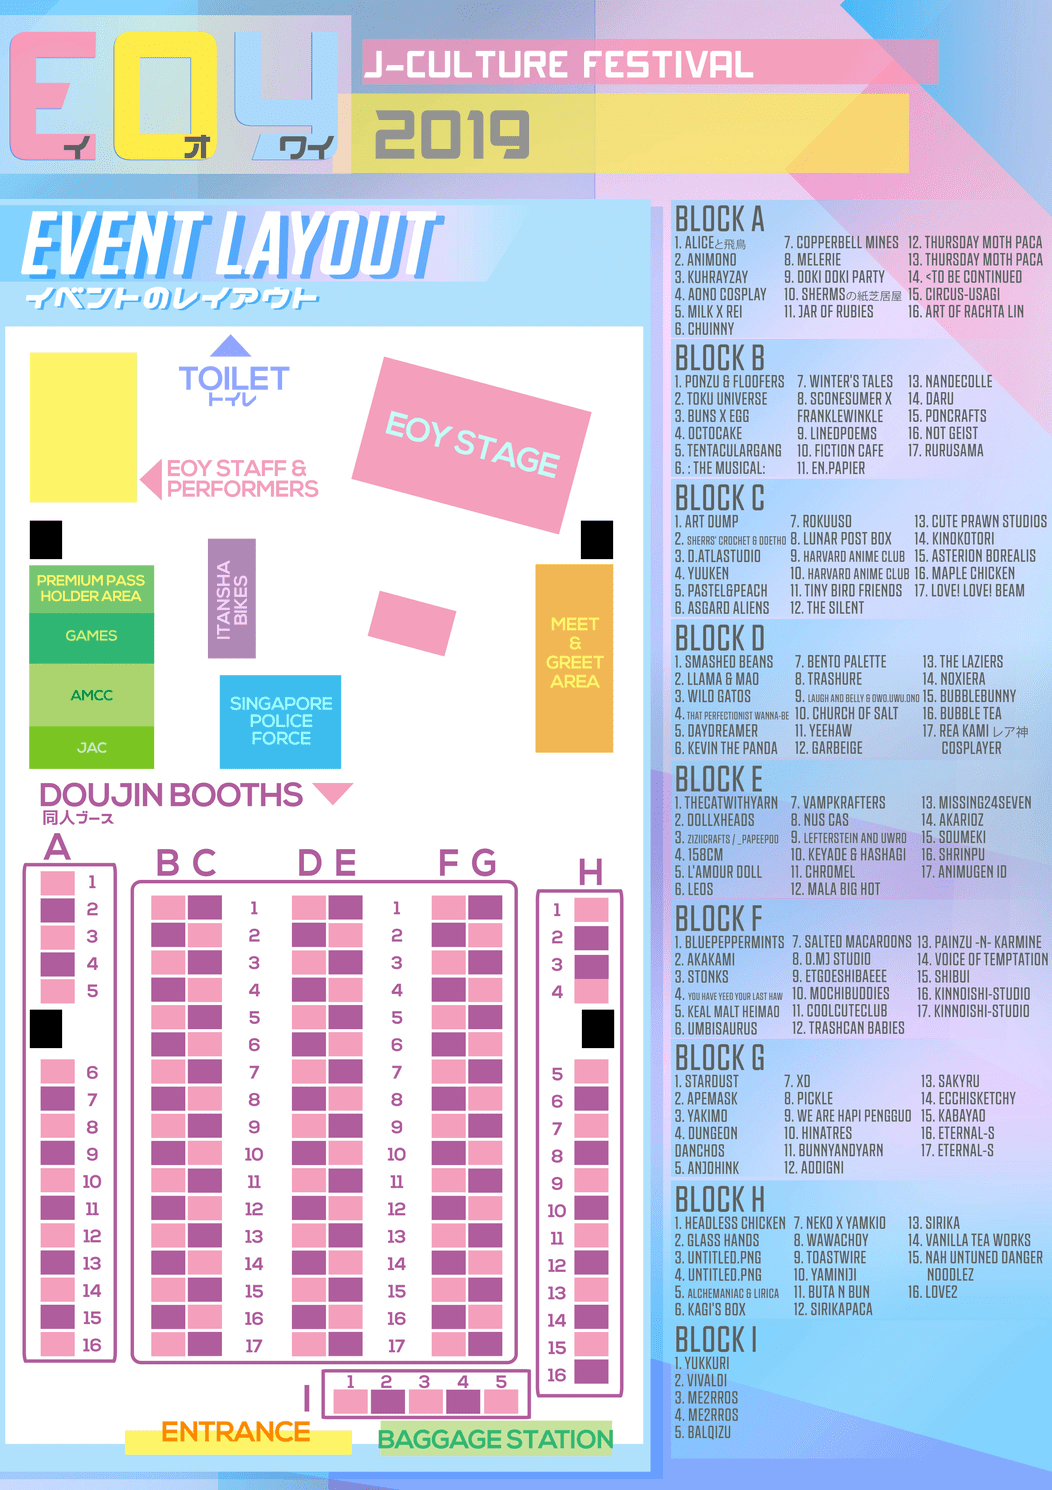 EOY
イオワイ
J-CULTURE FESTIVAL
2019
EVENT LAYOUT
イベントのレイアウト
TOILET
トイレ
EOY STAFF &
PERFORMERS
EOY STAGE
PREMIUM PASS
HOLDER AREA
GAMES
AMCC
JAC
ITANSHA
BIKES
SINGAPORE
POLICE
FORCE
MEET
&
GREET
AREA
DOUJIN BOOTHS
同人ブース
A
1
2
3
4
5
6
7
8
9
10
11
12
13
14
15
16
B C D E F G
1 1
2 2
3 3
4 4
5 5
6 6
7 7
8 8
9 9
10 10
11 11
12 12
13 13
14 14
15 15
16 16
17 17
H
1
2
3
4
5
6
7
8
9
10
11
12
13
14
15
16
I
1 2 3 4 5
ENTRANCE
BAGGAGE STATION
BLOCK A
1. ALICEと飛鳥
2. ANIMONO
3. KUHRAYZAY
4. AONO COSPLAY
5. MILK X REI
6. CHUINNY
7. COPPERBELL MINES
8. MELERIE
9. DOKI DOKI PARTY
10. SHERMSの紙芝居屋
11. JAR OF RUBIES
12. THURSDAY MOTH PACA
13. THURSDAY MOTH PACA
14. <TO BE CONTINUED
15. CIRCUS-USAGI
16. ART OF RACHTA LIN
BLOCK B
1. PONZU & FLOOFERS
2. TOKU UNIVERSE
3. BUNS X EGG
4. OCTOCAKE
5. TENTACULARGANG
6. : THE MUSICAL:
7. WINTER'S TALES
8. SCONESUMER X
FRANKLEWINKLE
9. LINEDPOEMS
10. FICTION CAFE
11. EN.PAPIER
13. NANDECOLLE
14. DARU
15. PONCRAFTS
16. NOT GEIST
17. RURUSAMA
BLOCK C
1. ART DUMP
2. SHERRS' CROCHET & DOETHO
3. D.ATLASTUDIO
4. YUUKEN
5. PASTEL&PEACH
6. ASGARD ALIENS
7. ROKUUSO
8. LUNAR POST BOX
9. HARVARD ANIME CLUB
10. HARVARD ANIME CLUB
11. TINY BIRD FRIENDS
12. THE SILENT
13. CUTE PRAWN STUDIOS
14. KINOKOTORI
15. ASTERION BOREALIS
16. MAPLE CHICKEN
17. LOVE! LOVE! BEAM
BLOCK D
1. SMASHED BEANS
2. LLAMA & MAO
3. WILD GATOS
4. THAT PERFECTIONIST WANNA-BE
5. DAYDREAMER
6. KEVIN THE PANDA
7. BENTO PALETTE
8. TRASHURE
9. LAUGH AND BELLY & OWO.UWU.ONO
10. CHURCH OF SALT
11. YEEHAW
12. GARBEIGE
13. THE LAZIERS
14. NOXIERA
15. BUBBLEBUNNY
16. BUBBLE TEA
17. REA KAMI レア神
COSPLAYER
BLOCK E
1. THECATWITHYARN
2. DOLLXHEADS
3. ZIZIICRAFTS / _PAPEEPOO
4. 158CM
5. L'AMOUR DOLL
6. LEOS
7. VAMPKRAFTERS
8. NUS CAS
9. LEFTERSTEIN AND UWRO
10. KEYADE & HASHAGI
11. CHROMEL
12. MALA BIG HOT
13. MISSING24SEVEN
14. AKARIOZ
15. SOUMEKI
16. SHRINPU
17. ANIMUGEN IO
BLOCK F
1. BLUEPEPPERMINTS
2. AKAKAMI
3. STONKS
4. YOU HAVE YEED YOUR LAST HAW
5. KEAL MALT HEIMAO
6. UMBISAURUS
7. SALTED MACAROONS
8. O.MJ STUDIO
9. ETGOESHIBAEEE
10. MOCHIBUDDIES
11. COOLCUTECLUB
12. TRASHCAN BABIES
13. PAINZU -N- KARMINE
14. VOICE OF TEMPTATION
15. SHIBUI
16. KINNOISHI-STUDIO
17. KINNOISHI-STUDIO
BLOCK G
1. STARDUST
2. APEMASK
3. YAKIMO
4. DUNGEON
DANCHOS
5. ANJOHINK
7. XO
8. PICKLE
9. WE ARE HAPI PENGGUO
10. HINATRES
11. BUNNYANDYARN
12. ADDIGNI
13. SAKYRU
14. ECCHISKETCHY
15. KABAYAO
16. ETERNAL-S
17. ETERNAL-S
BLOCK H
1. HEADLESS CHICKEN
2. GLASS HANDS
3. UNTITLED.PNG
4. UNTITLED.PNG
5. ALCHEMANIAC & LIRICA
6. KAGI'S BOX
7. NEKO X YAMKIO
8. WAWACHOY
9. TOASTWIRE
10. YAMINIJI
11. BUTA N BUN
12. SIRIKAPACA
13. SIRIKA
14. VANILLA TEA WORKS
15. NAH UNTUNED DANGER
NOODLEZ
16. LOVE2
BLOCK I
1. YUKKURI
2. VIVALDI
3. ME2RROS
4. ME2RROS
5. BALQIZU